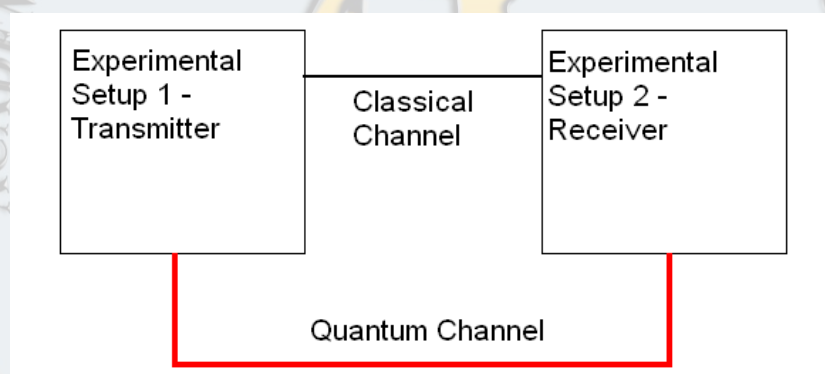 Experimental
Setup 1 -
Transmitter
Classical
Channel
Experimental
Setup 2 -
Receiver
Quantum Channel